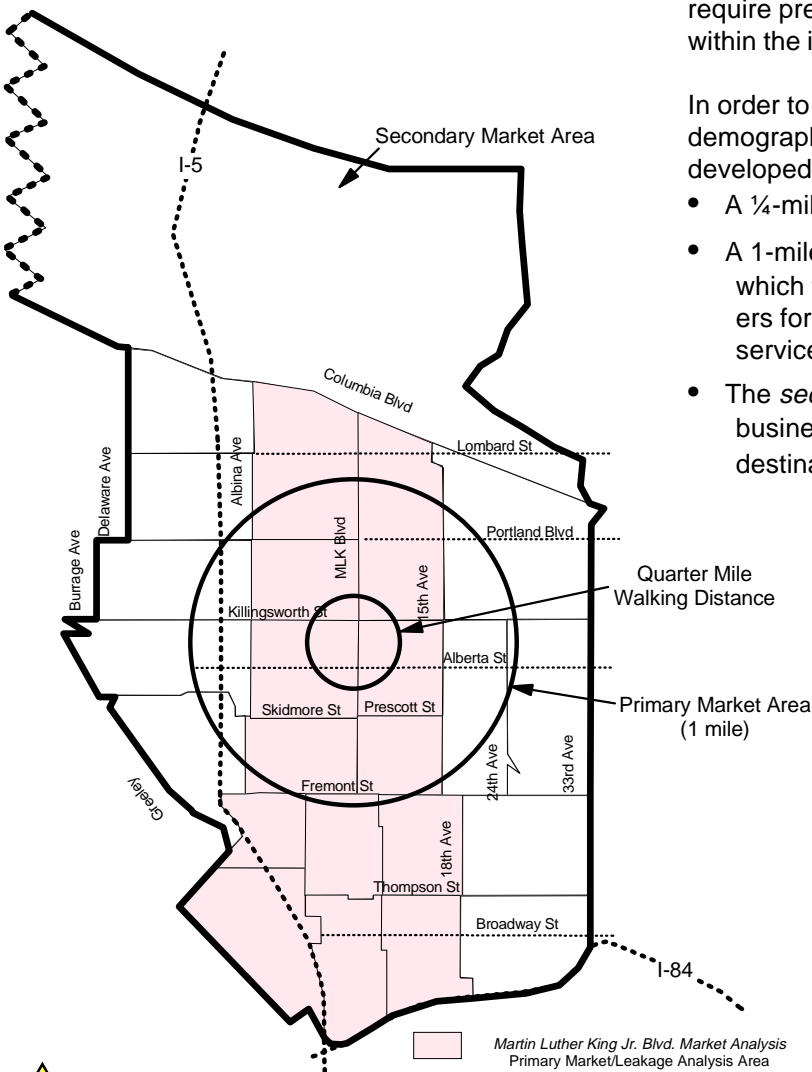 require pre
within the i
In order to
demograph
developed
• A ¼-mil
• A 1-mile
which
ers for
service
• The sec
busine
destina
Secondary Market Area
I-5
Columbia Blvd
Lombard St
Albina Ave
Delaware Ave
Portland Blvd
MLK Blvd
Burrage Ave
15th Ave
Quarter Mile
Walking Distance
Killingsworth St
Alberta St
Skidmore St
Prescott St
Primary Market Area
(1 mile)
24th Ave
33rd Ave
Fremont St
Greeley
18th Ave
Thompson St
Broadway St
I-84
Martin Luther King Jr. Blvd. Market Analysis
Primary Market/Leakage Analysis Area